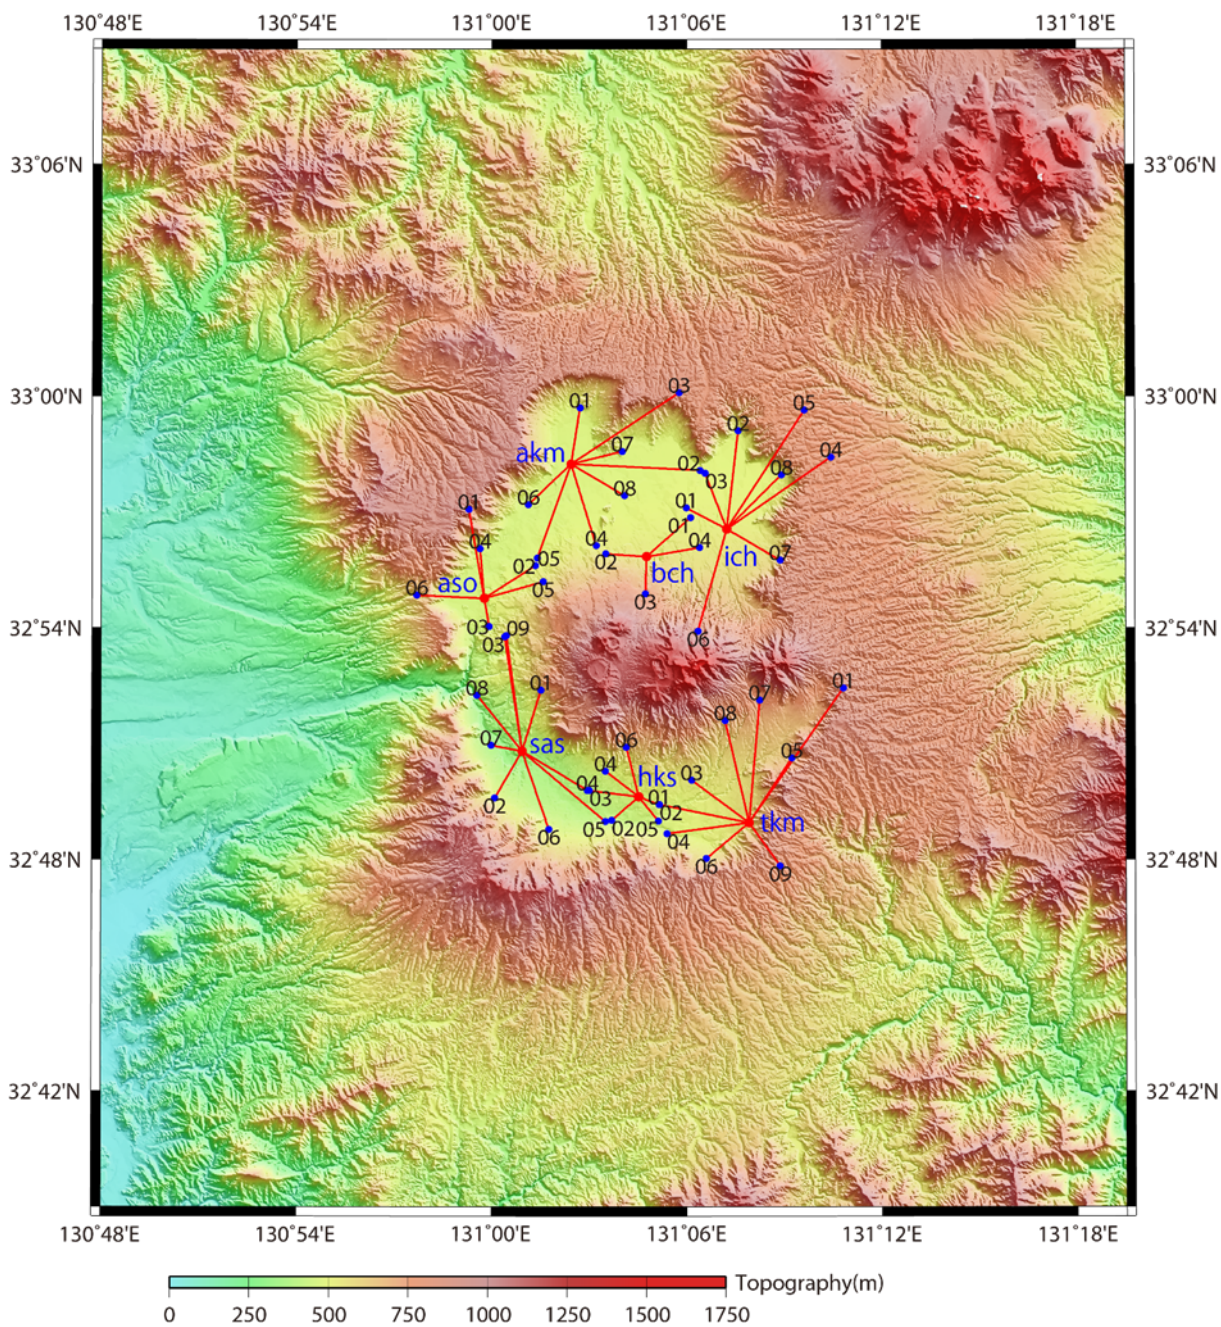 130°48'E 130°54'E 131°00'E 131°06'E 131°12'E 131°18'E
33°06'N 33°06'N
33°00'N 03 33°00'N
01 05
02
07 04
akm
02 08
03
08
06 01
01 01
04 04
02 05 02 ich 07
aso 05 bch
06 03
03 09 32°54'N
32°54'N 03 06
08 01 07 01
08
07 sas 06 05
04 hks 03
04 03 01
02 02 tkm
06 05 02 05 04
32°48'N 06 09 32°48'N
32°42'N 32°42'N
130°48'E 130°54'E 131°00'E 131°06'E 131°12'E 131°18'E
Topography(m)
0 250 500 750 1000 1250 1500 1750